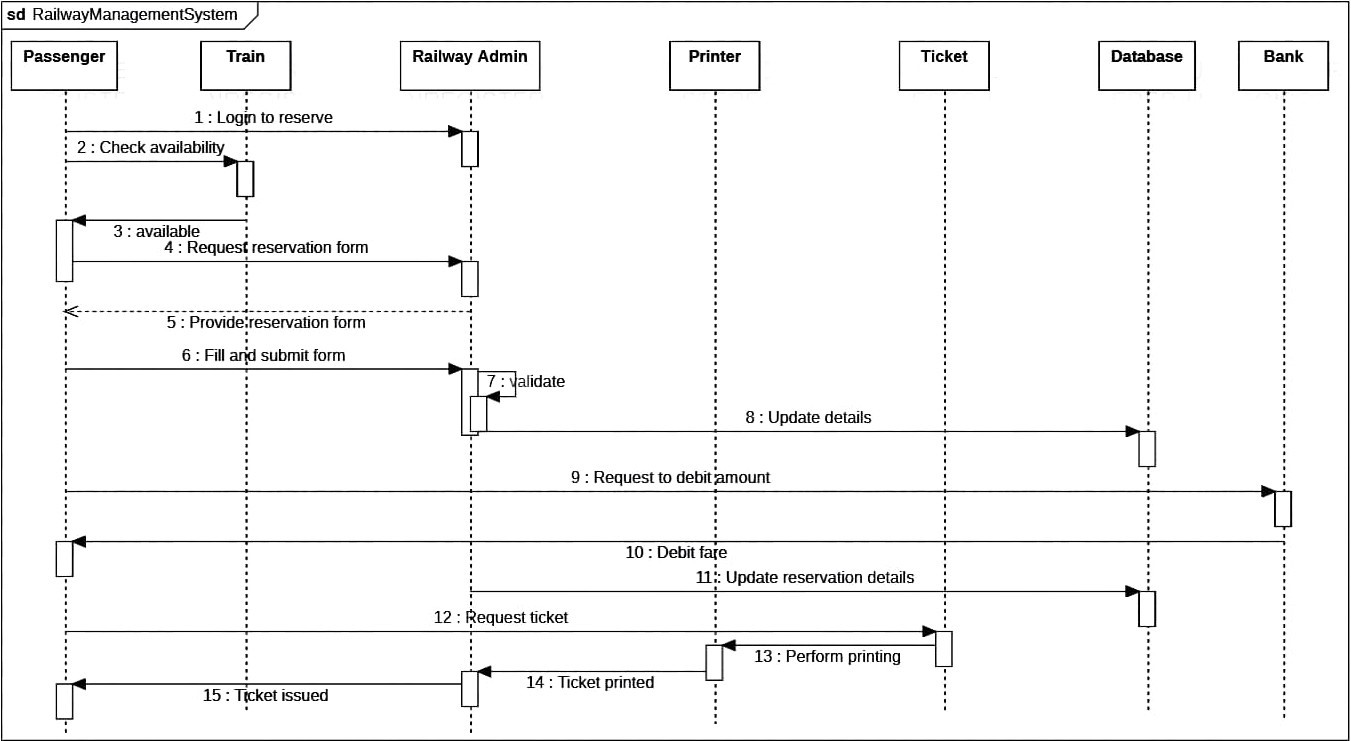 sd RailwayManagementSystem
Passenger Train Railway Admin Printer Ticket Database Bank
1 : Login to reserve
2 : Check availability
3 : available
4 : Request reservation form
5 : Provide reservation form
6 : Fill and submit form
7 : validate
8 : Update details
9 : Request to debit amount
10 : Debit fare
11 : Update reservation details
12 : Request ticket
13 : Perform printing
14 : Ticket printed
15 : Ticket issued